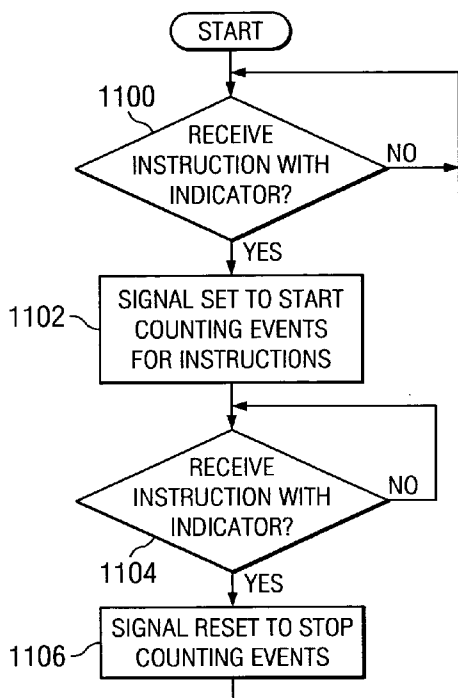 START
1100
RECEIVE
INSTRUCTION WITH
INDICATOR?
NO
YES
1102
SIGNAL SET TO START
COUNTING EVENTS
FOR INSTRUCTIONS
RECEIVE
INSTRUCTION WITH
INDICATOR?
NO
1104
YES
1106
SIGNAL RESET TO STOP
COUNTING EVENTS